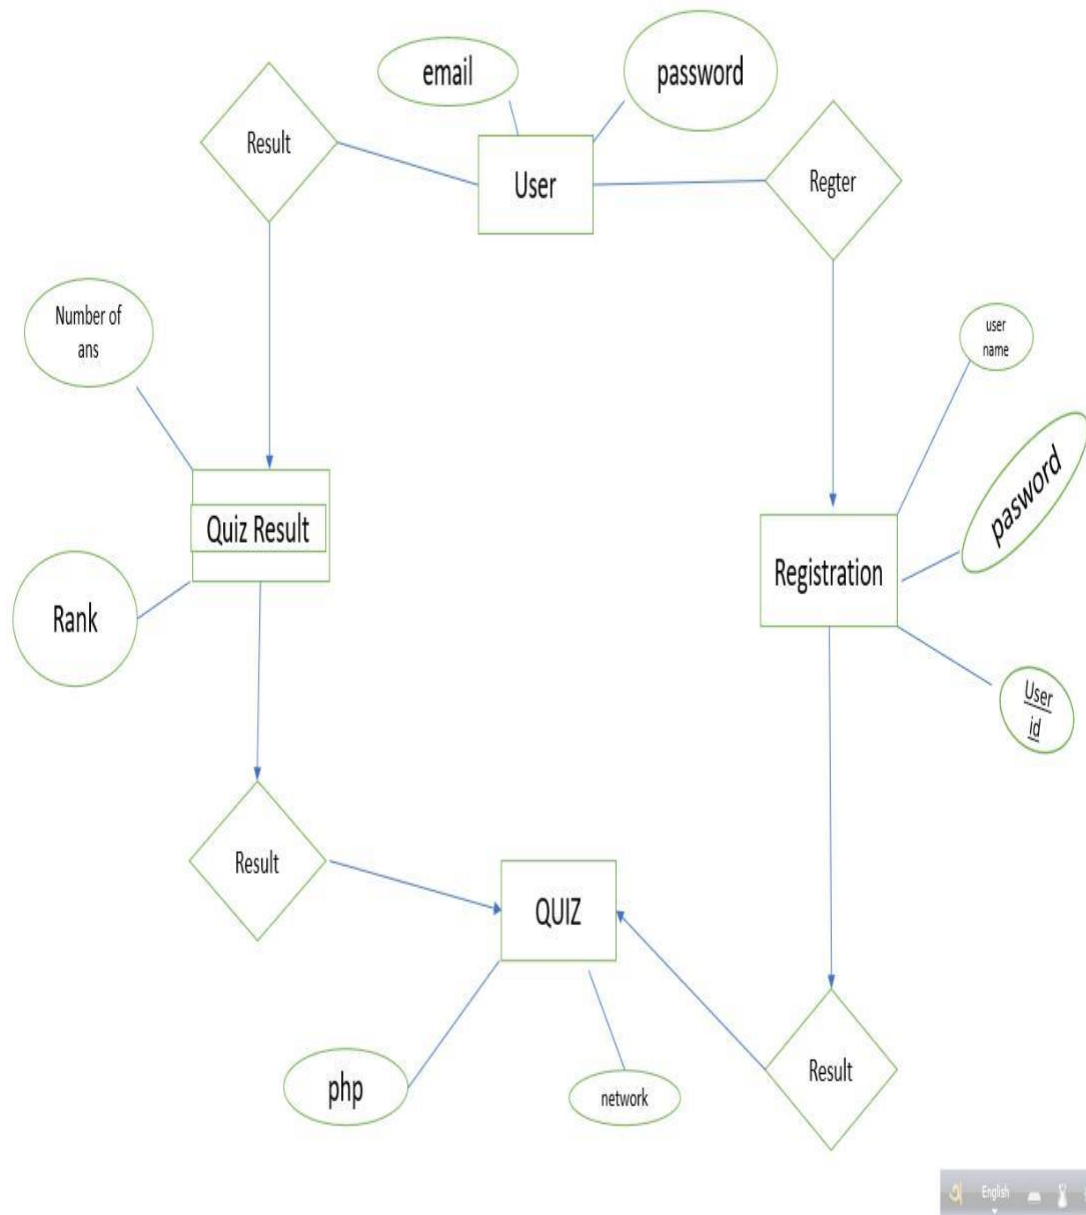 email
password
Result
User
Regter
Number of
ans
user
name
pasword
Quiz Result
Registration
Rank
User
id
Result
QUIZ
Result
php
network
অ
English